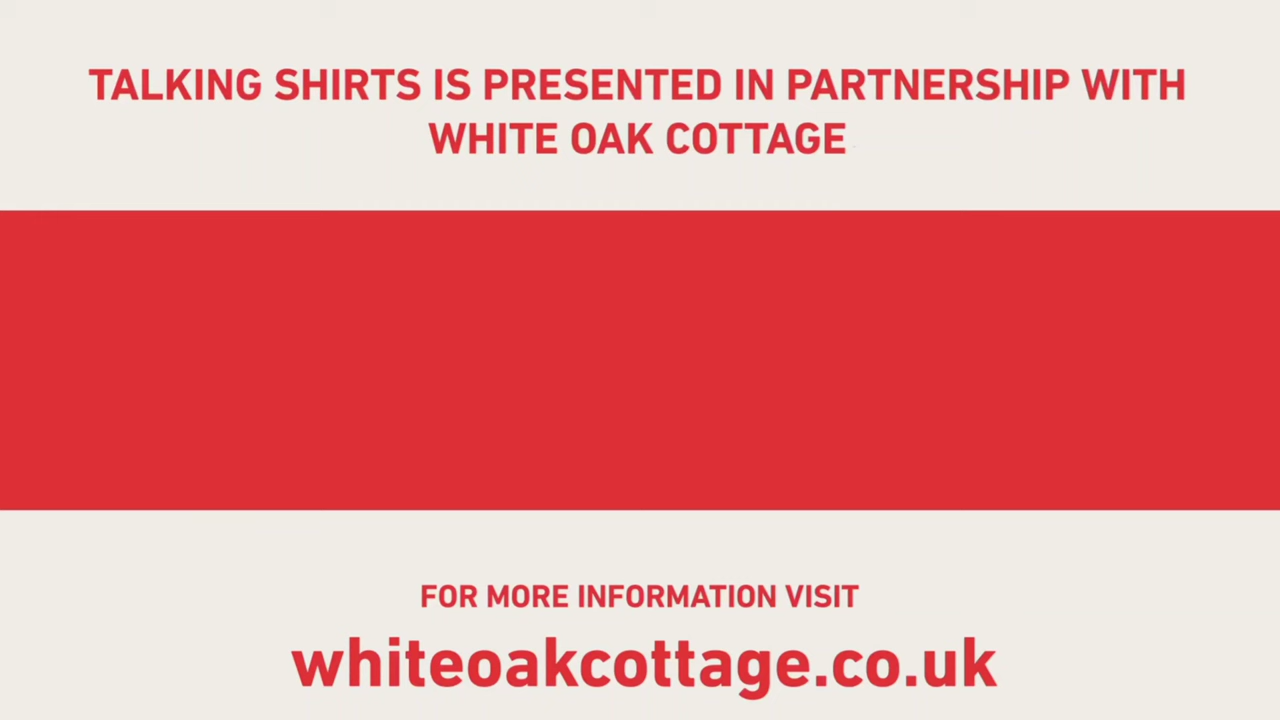 TALKING SHIRTS IS PRESENTED IN PARTNERSHIP WITH
WHITE OAK COTTAGE
FOR MORE INFORMATION VISIT
whiteoakcottage.co.uk